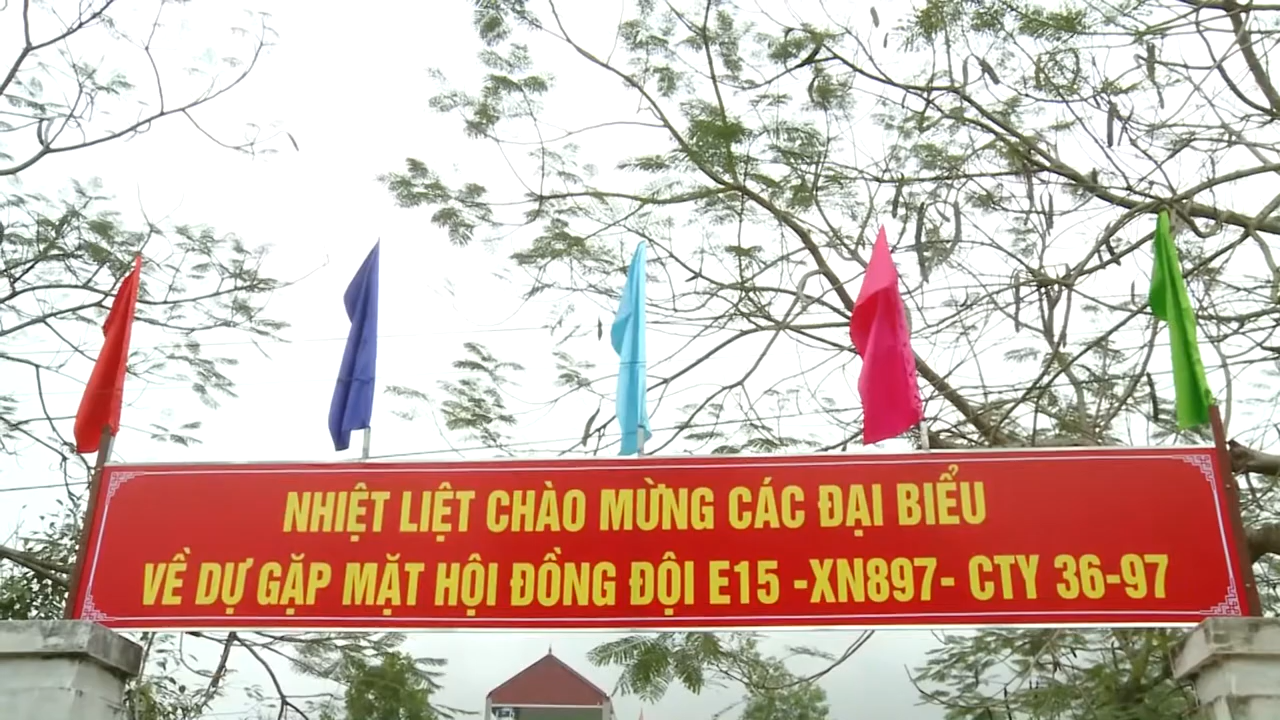 NHIỆT LIỆT CHÀO MỪNG CÁC ĐẠI BIỂU
VỀ DỰ GẶP MẶT HỘI ĐỒNG ĐỘI E15 -XN897- CTY 36-97